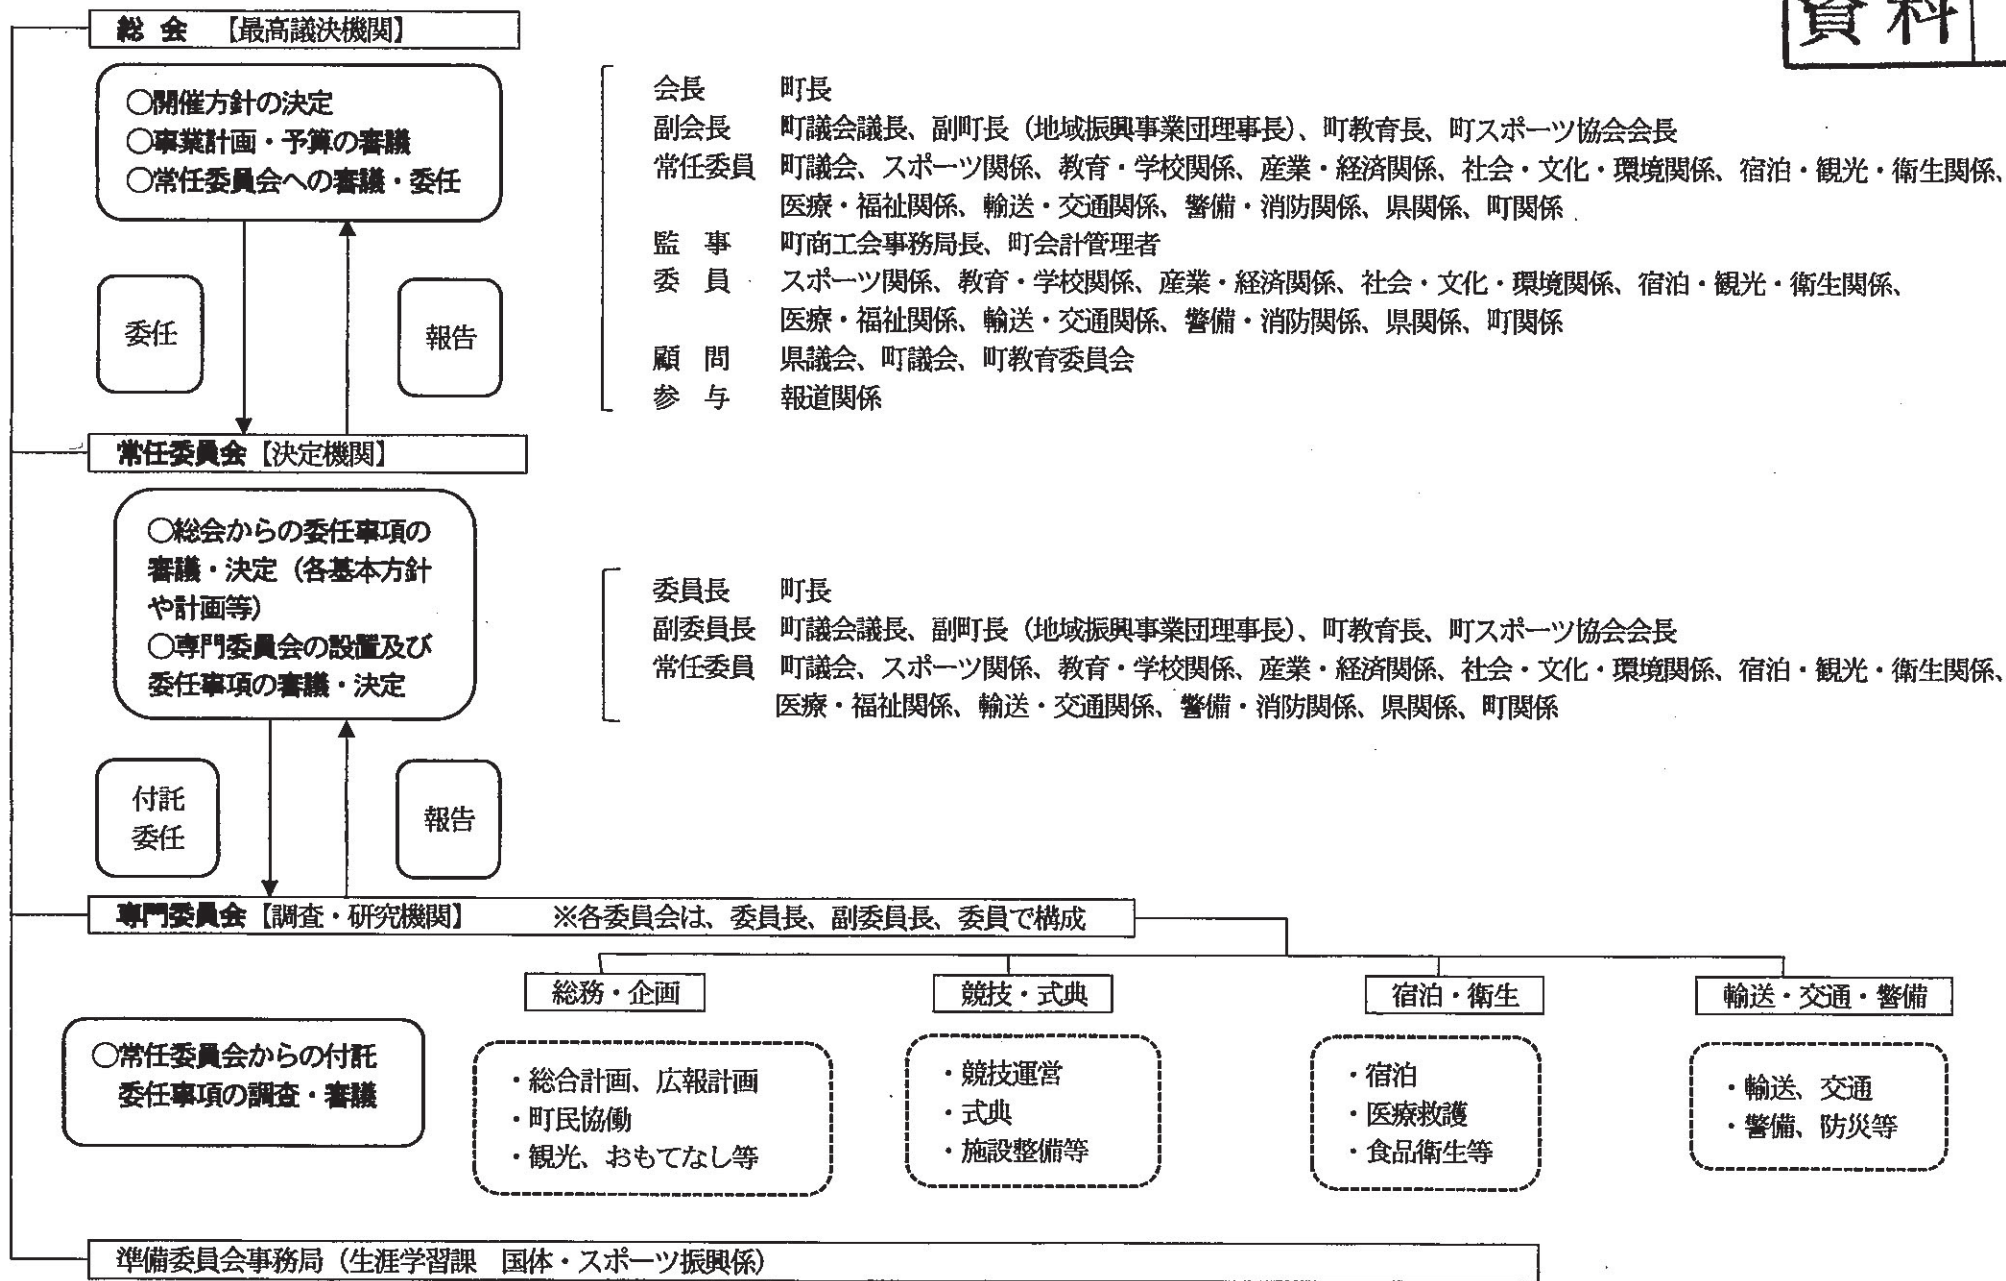 資料
総 会 【最高議決機関】
○開催方針の決定
○事業計画・予算の審議
○常任委員会への審議・委任
会長 町長
副会長 町議会議長、副町長（地域振興事業団理事長）、町教育長、町スポーツ協会会長
常任委員 町議会、スポーツ関係、教育・学校関係、産業・経済関係、社会・文化・環境関係、宿泊・観光・衛生関係、
医療・福祉関係、輸送・交通関係、警備・消防関係、県関係、町関係
監 事 町商工会事務局長、町会計管理者
委 員 スポーツ関係、教育・学校関係、産業・経済関係、社会・文化・環境関係、宿泊・観光・衛生関係、
医療・福祉関係、輸送・交通関係、警備・消防関係、県関係、町関係
顧 問 県議会、町議会、町教育委員会
参 与 報道関係
委任
報告
常任委員会【決定機関】
○総会からの委任事項の
審議・決定（各基本方針
や計画等）
○専門委員会の設置及び
委任事項の審議・決定
委員長 町長
副委員長 町議会議長、副町長（地域振興事業団理事長）、町教育長、町スポーツ協会会長
常任委員 町議会、スポーツ関係、教育・学校関係、産業・経済関係、社会・文化・環境関係、宿泊・観光・衛生関係、
医療・福祉関係、輸送・交通関係、警備・消防関係、県関係、町関係
付託
委任
報告
専門委員会【調査・研究機関】 ※各委員会は、委員長、副委員長、委員で構成
総務・企画
競技・式典
宿泊・衛生
輸送・交通・警備
○常任委員会からの付託
委任事項の調査・審議
・総合計画、広報計画
・町民協働
・観光、おもてなし等
・競技運営
・式典
・施設整備等
・宿泊
・医療救護
・食品衛生等
・輸送、交通
・警備、防災等
準備委員会事務局（生涯学習課 国体・スポーツ振興係）